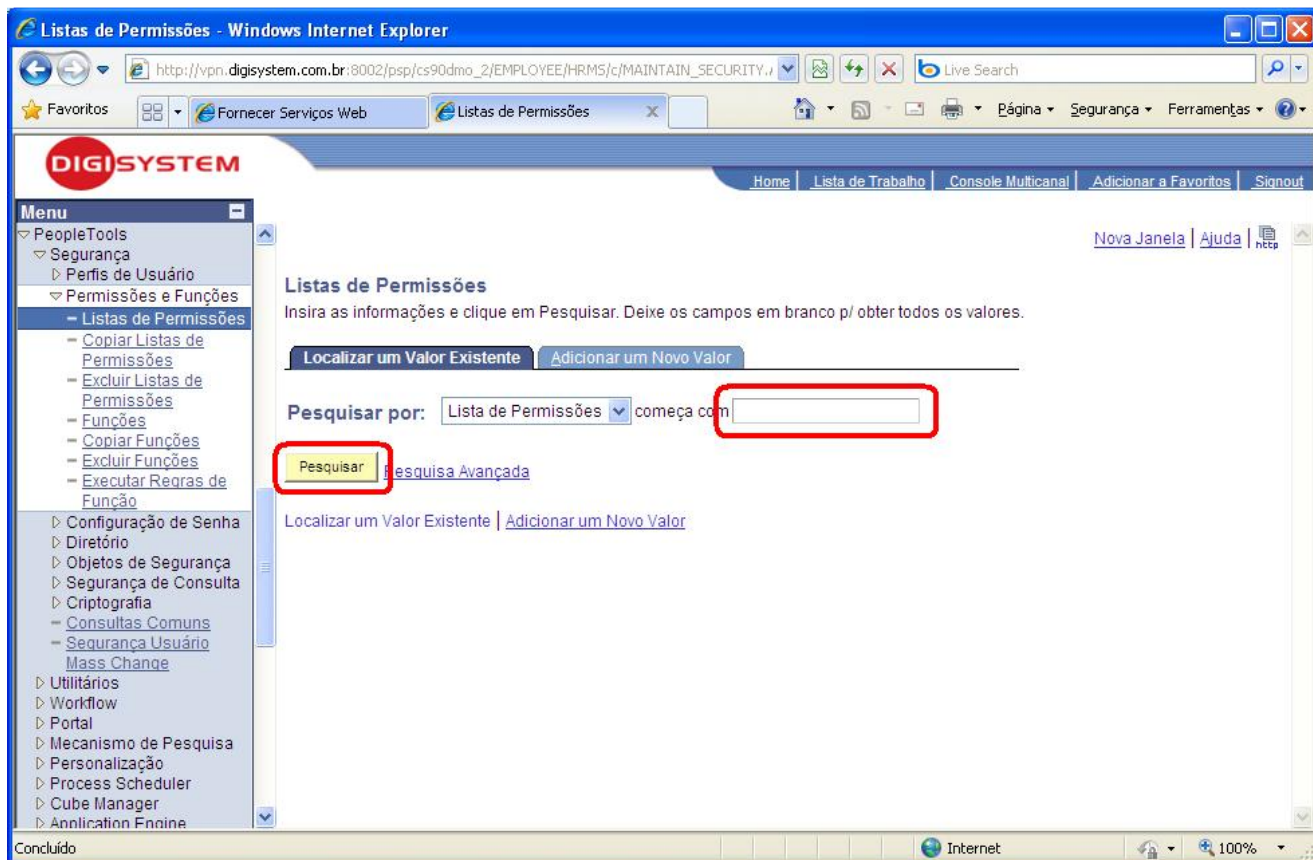 Listas de Permissões - Windows Internet Explorer
http://vpn.digisystem.com.br:8002/psp/cs90dmo_2/EMPLOYEE/HRMS/c/MAINTAIN_SECURITY.
Live Search
Favoritos
Fornecer Serviços Web
Listas de Permissões
Página
Segurança
Ferramentas
DIGISYSTEM
Home | Lista de Trabalho | Console Multicanal | Adicionar a Favoritos | Signout
Menu
PeopleTools
Segurança
Perfis de Usuário
Permissões e Funções
Listas de Permissões
Copiar Listas de
Permissões
Excluir Listas de
Permissões
Funções
Copiar Funções
Excluir Funções
Executar Regras de
Função
Configuração de Senha
Diretório
Objetos de Segurança
Segurança de Consulta
Criptografia
Consultas Comuns
Segurança Usuário
Mass Change
Utilitários
Workflow
Portal
Mecanismo de Pesquisa
Personalização
Process Scheduler
Cube Manager
Application Engine
Nova Janela | Ajuda |
http
Listas de Permissões
Insira as informações e clique em Pesquisar. Deixe os campos em branco p/ obter todos os valores.
Localizar um Valor Existente
Adicionar um Novo Valor
Pesquisar por: Lista de Permissões começa com
Pesquisar
Pesquisa Avançada
Localizar um Valor Existente | Adicionar um Novo Valor
Concluído
Internet
100%